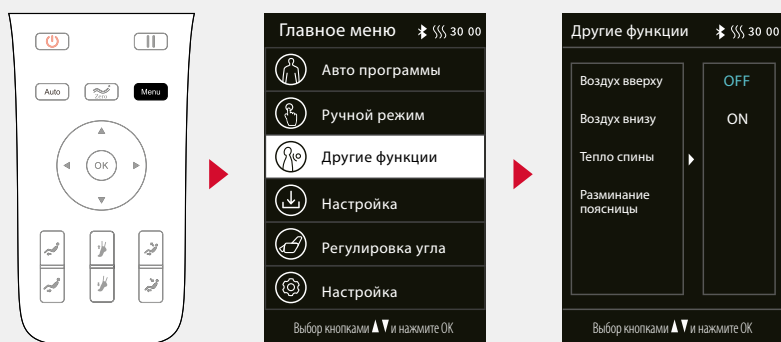 Auto
Zero
Menu
OK
Главное меню 30 00
Авто программы
Ручной режим
Другие функции
Настройка
Регулировка угла
Настройка
Выбор кнопками и нажмите OK
Другие функции 30 00
Воздух вверху
Воздух внизу
Тепло спины
Разминание
поясницы
OFF
ON
Выбор кнопками и нажмите OK